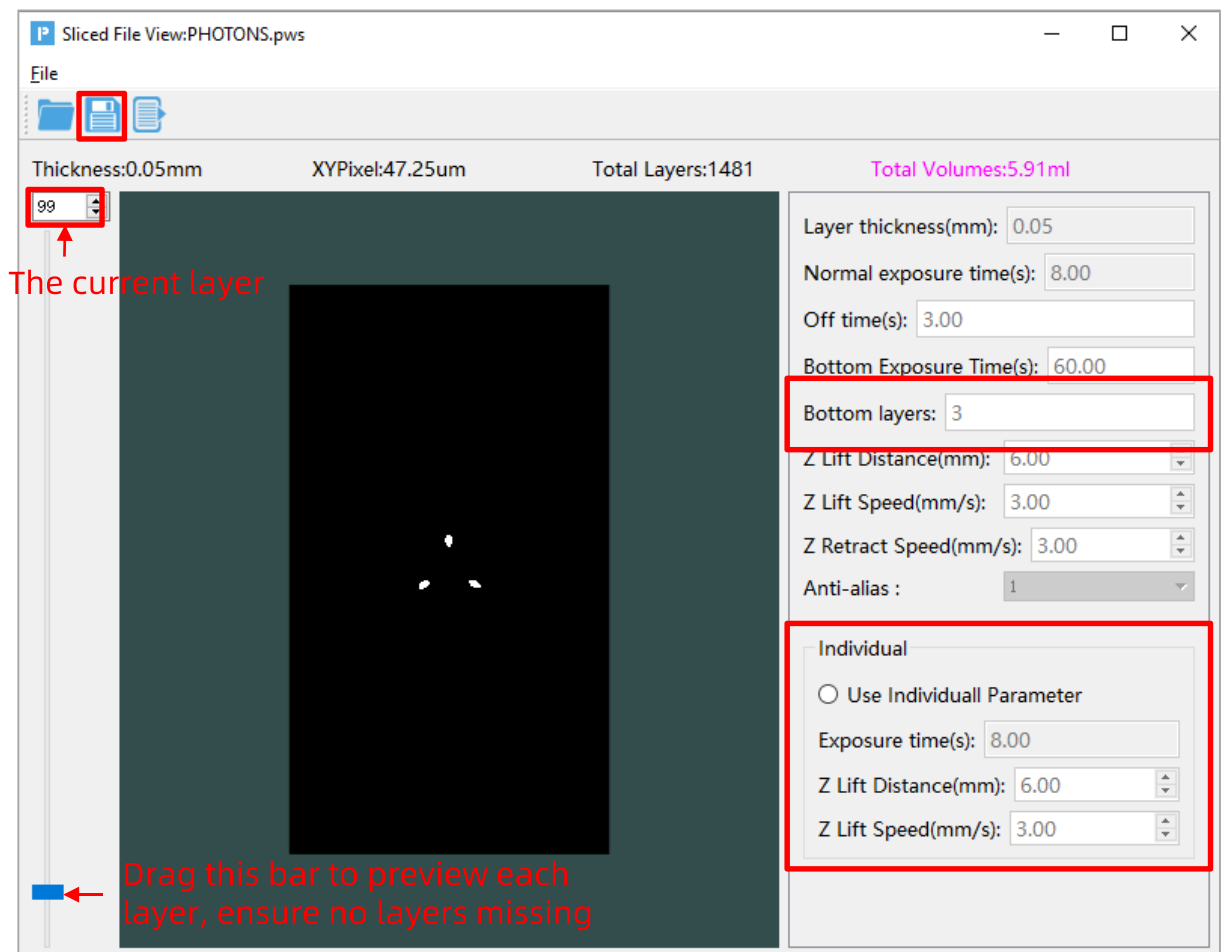 Sliced File View:PHOTONS.pws
File
Thickness:0.05mm XYPixel:47.25um Total Layers:1481 Total Volumes:5.91ml
99
The current layer
Layer thickness(mm): 0.05
Normal exposure time(s): 8.00
Off time(s): 3.00
Bottom Exposure Time(s): 60.00
Bottom layers: 3
Z Lift Distance(mm): 6.00
Z Lift Speed(mm/s): 3.00
Z Retract Speed(mm/s): 3.00
Anti-alias : 1
Individual
Use Individuall Parameter
Exposure time(s): 8.00
Z Lift Distance(mm): 6.00
Z Lift Speed(mm/s): 3.00
Drag this bar to preview each
layer, ensure no layers missing